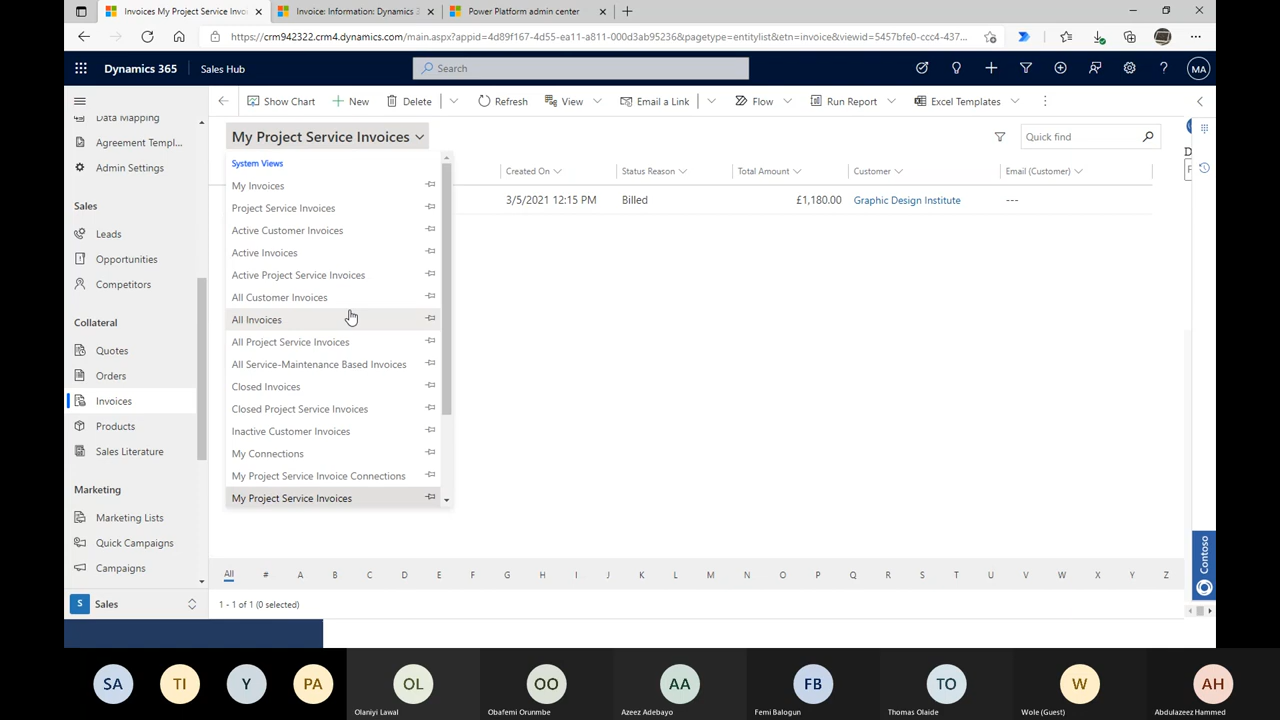 Invoices My Project Service Invoi
Invoice: Information: Dynamics 3
Power Platform admin center
https://crm942322.crm4.dynamics.com/main.aspx?appid=4d89f167-4d55-ea11-a811-000d3ab95236&pagetype=entitylist&etn=invoice&viewid=5457bfe0-ccc4-437...
Dynamics 365
Sales Hub
Search
MA
Show Chart
New
Delete
Refresh
View
Email a Link
Flow
Run Report
Excel Templates
Data Mapping
Agreement Templ...
Admin Settings
Sales
Leads
Opportunities
Competitors
Collateral
Quotes
Orders
Invoices
Products
Sales Literature
Marketing
Marketing Lists
Quick Campaigns
Campaigns
S Sales
My Project Service Invoices
Quick find
System Views
My Invoices
Project Service Invoices
Active Customer Invoices
Active Invoices
Active Project Service Invoices
All Customer Invoices
All Invoices
All Project Service Invoices
All Service-Maintenance Based Invoices
Closed Invoices
Closed Project Service Invoices
Inactive Customer Invoices
My Connections
My Project Service Invoice Connections
My Project Service Invoices
Created On Status Reason Total Amount Customer Email (Customer)
3/5/2021 12:15 PM Billed £1,180.00 Graphic Design Institute ---
All # A B C D E F G H I J K L M N O P Q R S T U V W X Y Z
1 - 1 of 1 (0 selected)
D
Contoso
SA TI Y PA OL OO AA FB TO W AH
Olaniyi Lawal Obafemi Orunmbe Azeez Adebayo Femi Balogun Thomas Olaide Wole (Guest) Abdulazeez Hammed